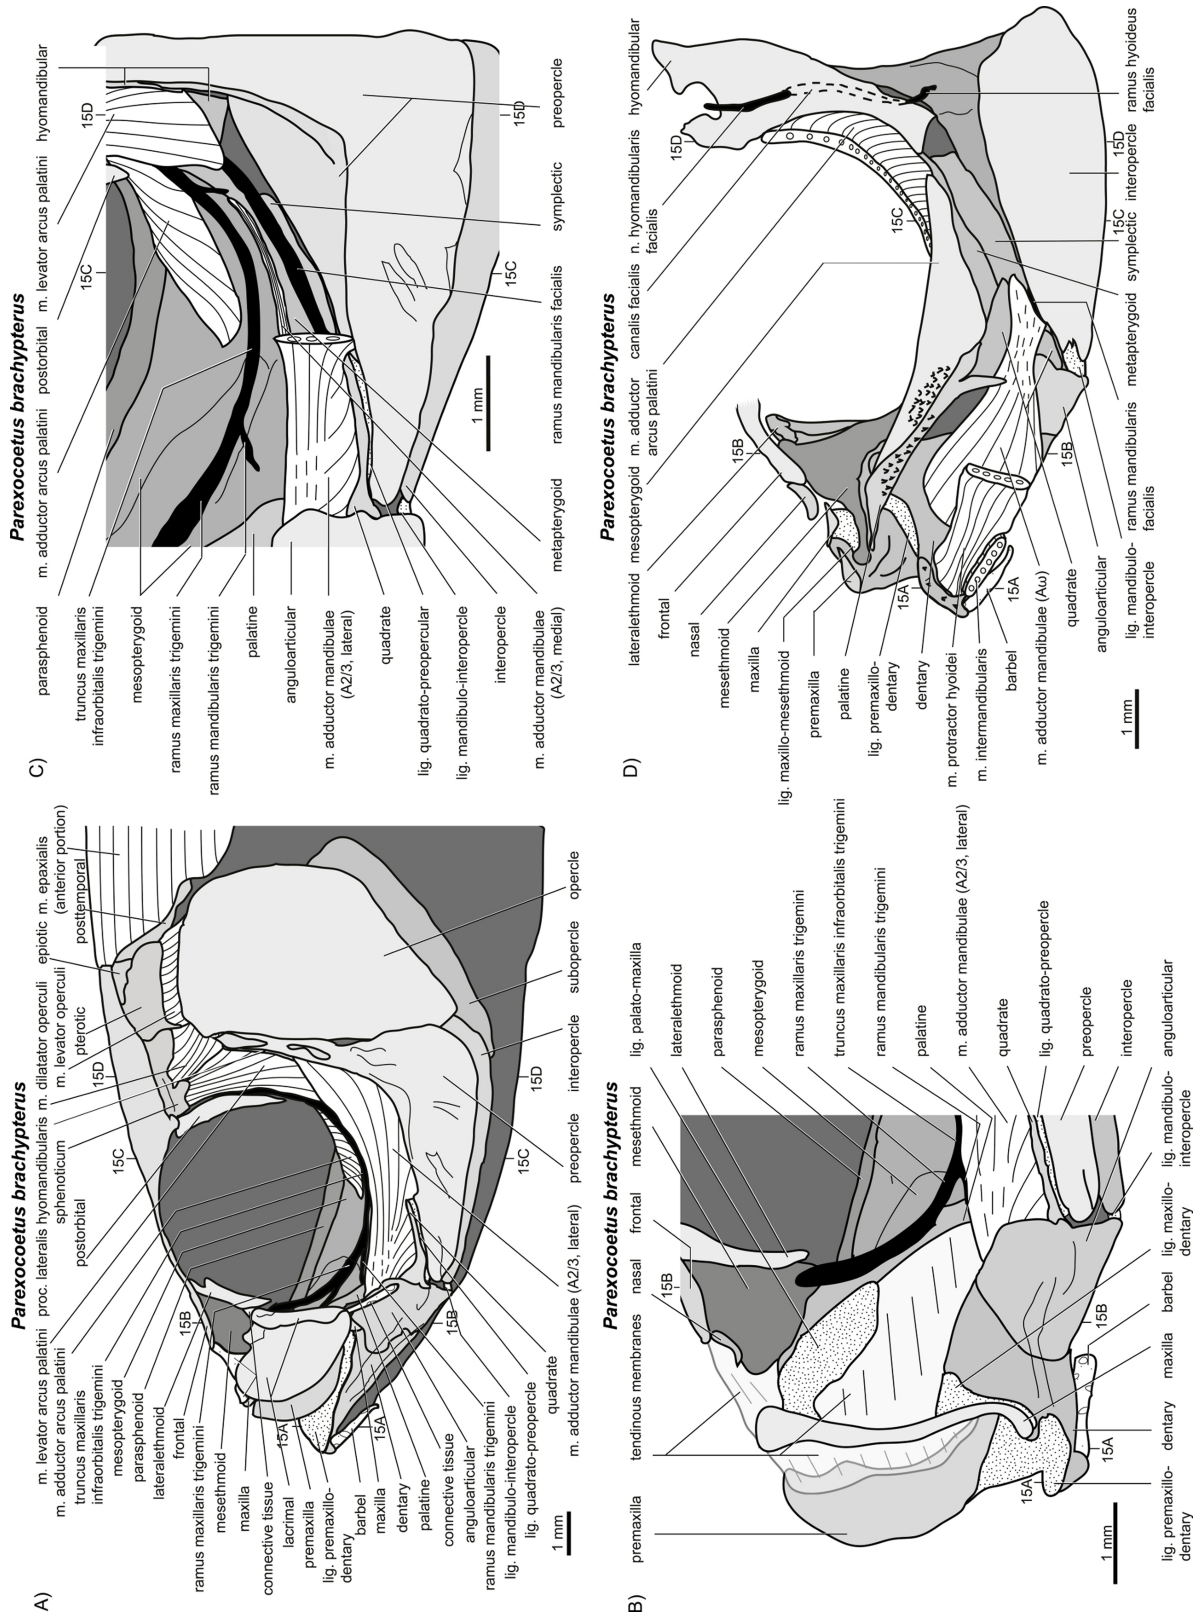 A)
Parexocoetus brachypterus
m. levator arcus palatini
m. adductor arcus palatini
truncus maxillaris
infraorbitalis trigemini
mesopterygoid
parasphenoid
lateralethmoid
frontal
ramus maxillaris trigemini
mesethmoid
maxilla
connective tissue
lacrimal
premaxilla
lig. premaxillo-
dentary
barbel
maxilla
dentary
palatine
connective tissue
anguloarticular
ramus mandibularis trigemini
lig. mandibulo-interopercle
lig. quadrato-preopercle
quadrate
m. adductor mandibulae (A2/3, lateral)
postorbital
sphenoticum
proc. lateralis hyomandibularis
m. dilatator operculi
m. levator operculi
pterotic
epiotic
posttemporal
m. epaxialis
(anterior portion)
preopercle
interopercle
subopercle
opercle
15A
15A
15B
15B
15C
15C
15D
15D
1 mm
B)
Parexocoetus brachypterus
premaxilla
tendinous membranes
nasal
frontal
mesethmoid
lig. palato-maxilla
lateralethmoid
parasphenoid
mesopterygoid
ramus maxillaris trigemini
truncus maxillaris infraorbitalis trigemini
ramus mandibularis trigemini
palatine
m. adductor mandibulae (A2/3, lateral)
quadrate
lig. quadrato-preopercle
preopercle
interopercle
anguloarticular
lig. mandibulo-
interopercle
lig. maxillo-
dentary
barbel
maxilla
dentary
lig. premaxillo-
dentary
15A
15A
15B
15B
1 mm
C)
Parexocoetus brachypterus
parasphenoid
m. adductor arcus palatini
postorbital
m. levator arcus palatini
hyomandibular
truncus maxillaris
infraorbitalis trigemini
mesopterygoid
ramus maxillaris trigemini
ramus mandibularis trigemini
palatine
anguloarticular
m. adductor mandibulae
(A2/3, lateral)
quadrate
lig. quadrato-preopercular
lig. mandibulo-interopercle
interopercle
m. adductor mandibulae
(A2/3, medial)
metapterygoid
ramus mandibularis facialis
symplectic
preopercle
15C
15C
15D
15D
1 mm
D)
Parexocoetus brachypterus
lateralethmoid
mesopterygoid
m. adductor
arcus palatini
canalis facialis
n. hyomandibularis
facialis
hyomandibular
frontal
nasal
mesethmoid
maxilla
lig. maxillo-mesethmoid
premaxilla
palatine
lig. premaxillo-
dentary
dentary
m. protractor hyoidei
m. intermandibularis
barbel
m. adductor mandibulae (Aω)
quadrate
anguloarticular
lig. mandibulo-
interopercle
ramus mandibularis
facialis
metapterygoid
symplectic
interopercle
ramus hyoideus
facialis
15A
15A
15B
15B
15C
15C
15D
15D
1 mm